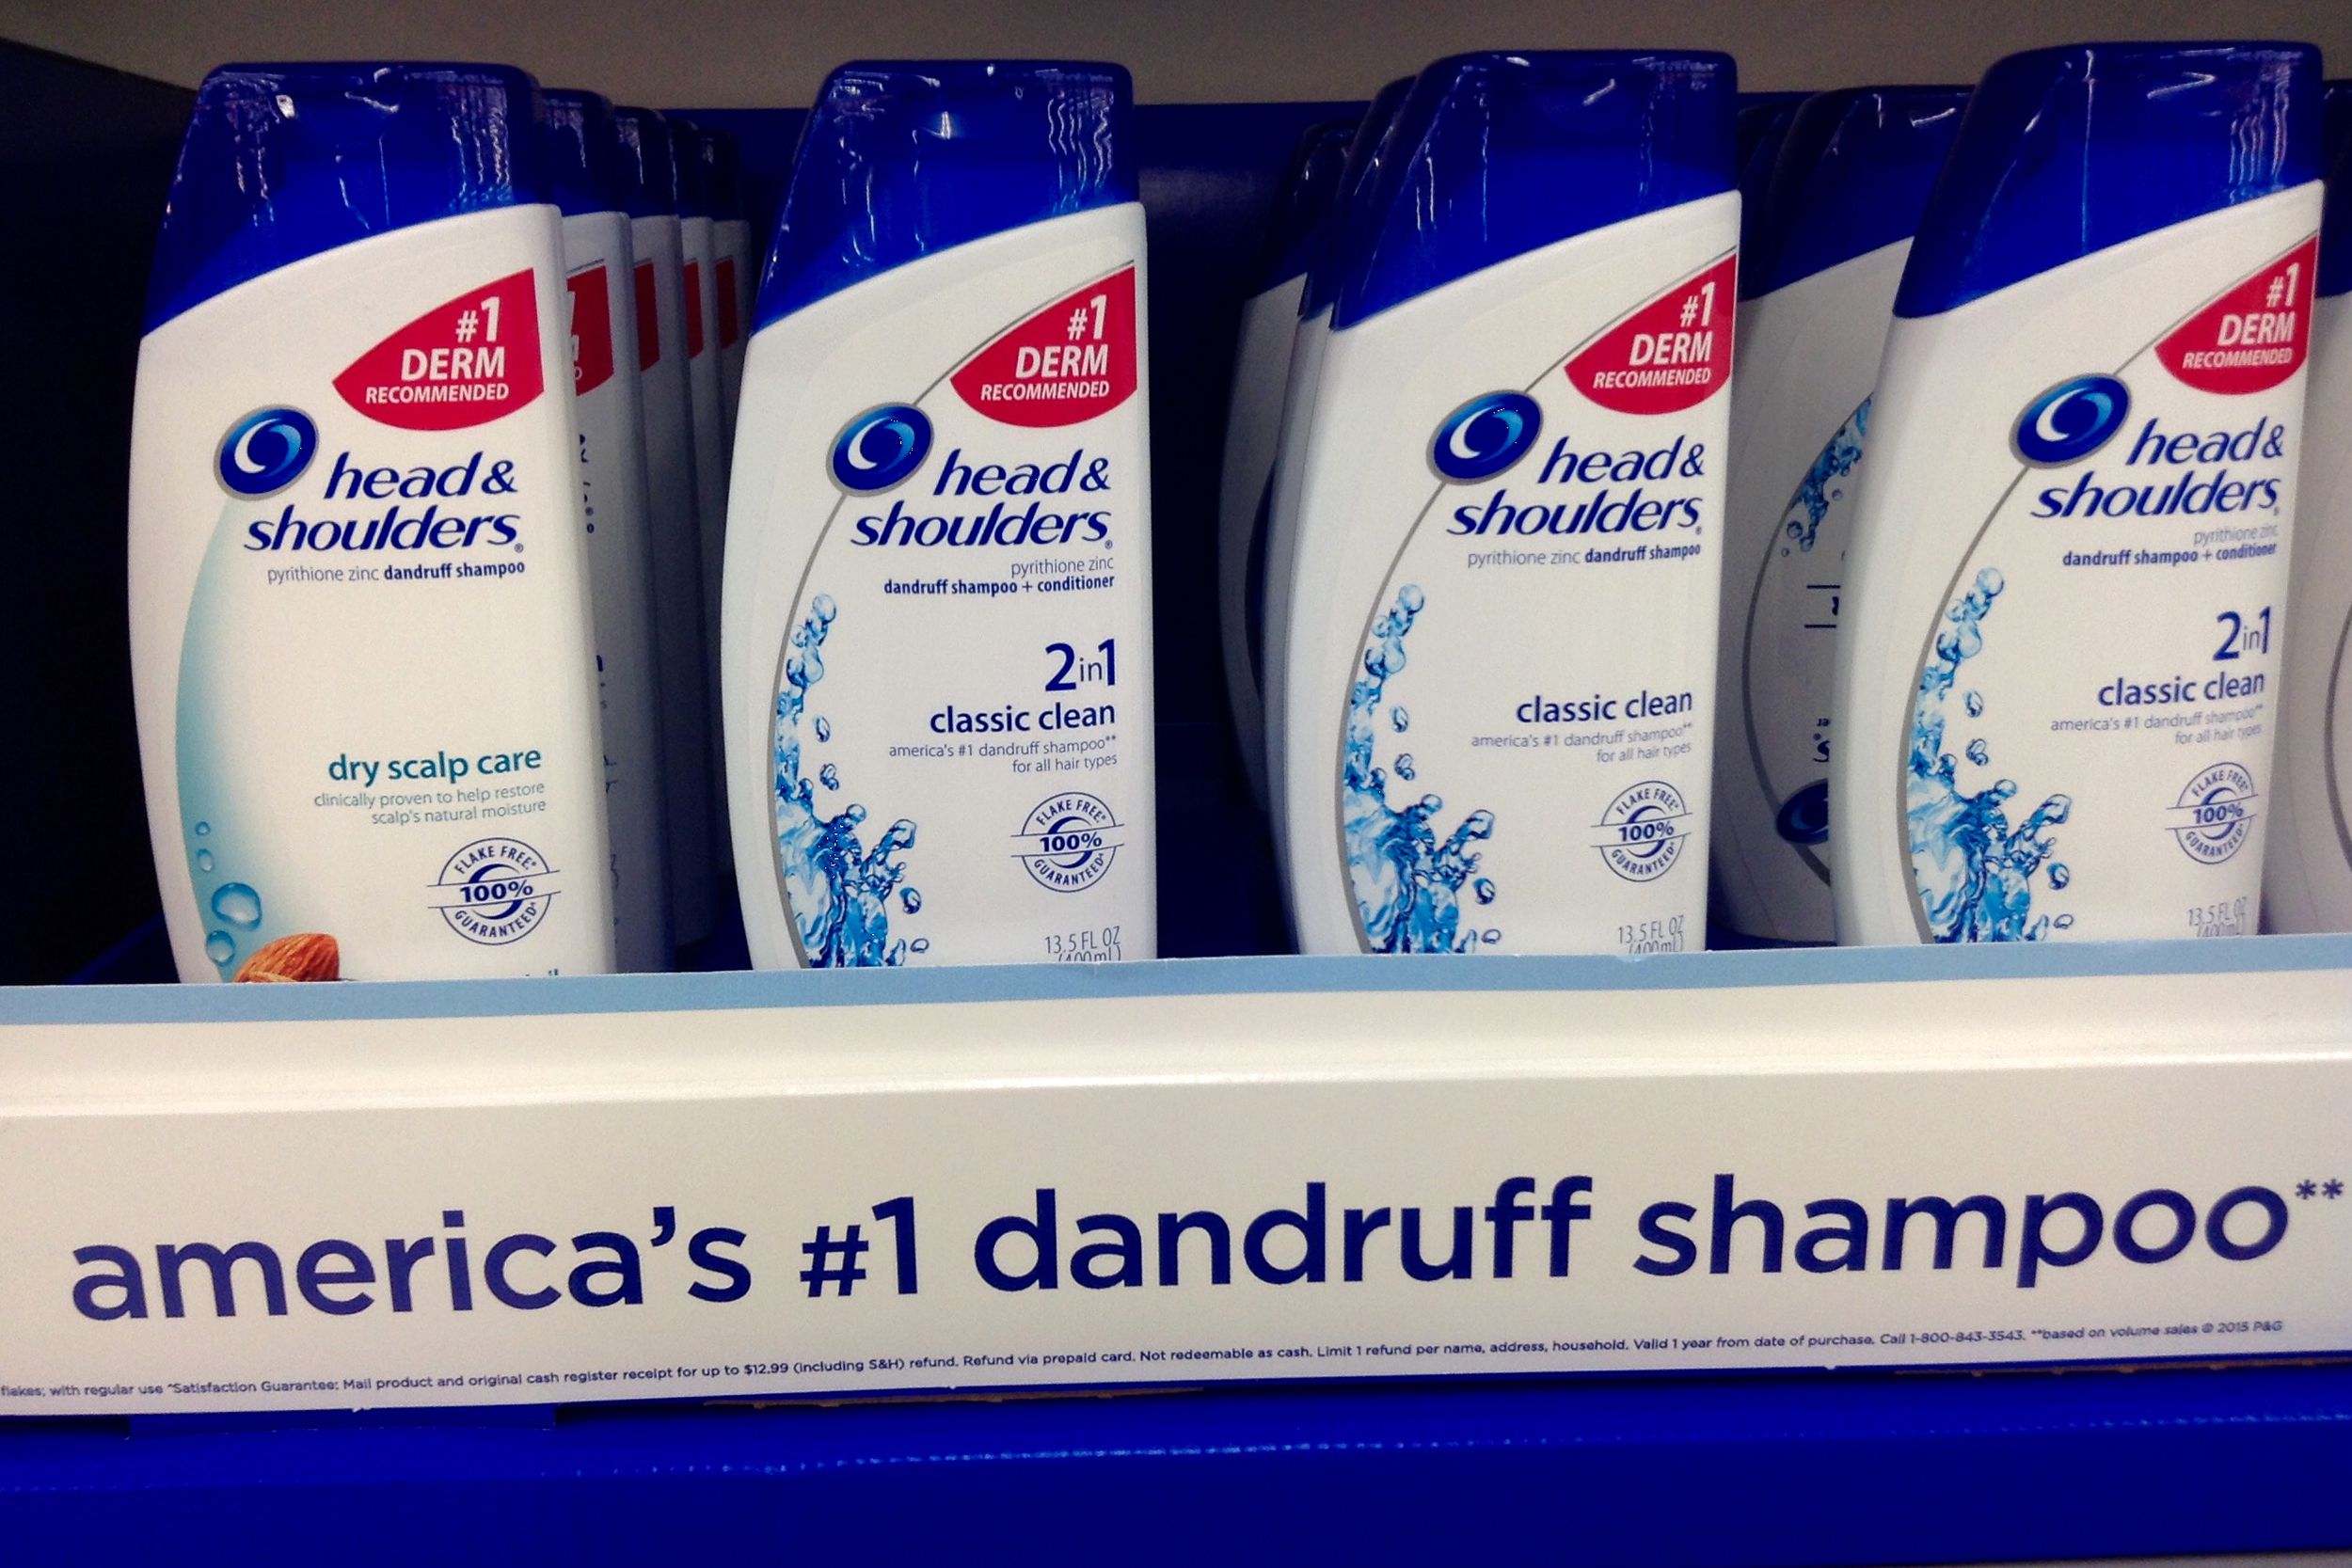 #1
DERM
RECOMMENDED
head &
shoulders®
pyrithione zinc dandruff shampoo
dry scalp care
clinically proven to help restore
scalp's natural moisture
FLAKE FREE*
100%
GUARANTEED^
#1
DERM
RECOMMENDED
head &
shoulders®
pyrithione zinc
dandruff shampoo + conditioner
2in1
classic clean
america's #1 dandruff shampoo**
for all hair types
FLAKE FREE*
100%
GUARANTEED^
13.5 FL OZ
(400mL)
#1
DERM
RECOMMENDED
head &
shoulders®
pyrithione zinc dandruff shampoo
classic clean
america's #1 dandruff shampoo**
for all hair types
FLAKE FREE*
100%
GUARANTEED^
13.5 FL OZ
(400mL)
#1
DERM
RECOMMENDED
head &
shoulders®
pyrithione zinc
dandruff shampoo + conditioner
2in1
classic clean
america's #1 dandruff shampoo**
for all hair types
FLAKE FREE*
100%
GUARANTEED^
13.5 FL OZ
(400mL)
america's #1 dandruff shampoo**
flakes; with regular use ^Satisfaction Guarantee: Mail product and original cash register receipt for up to $12.99 (including S&H) refund. Refund via prepaid card. Not redeemable as cash. Limit 1 refund per name, address, household. Valid 1 year from date of purchase. Call 1-800-843-3543. **based on volume sales © 2015 P&G